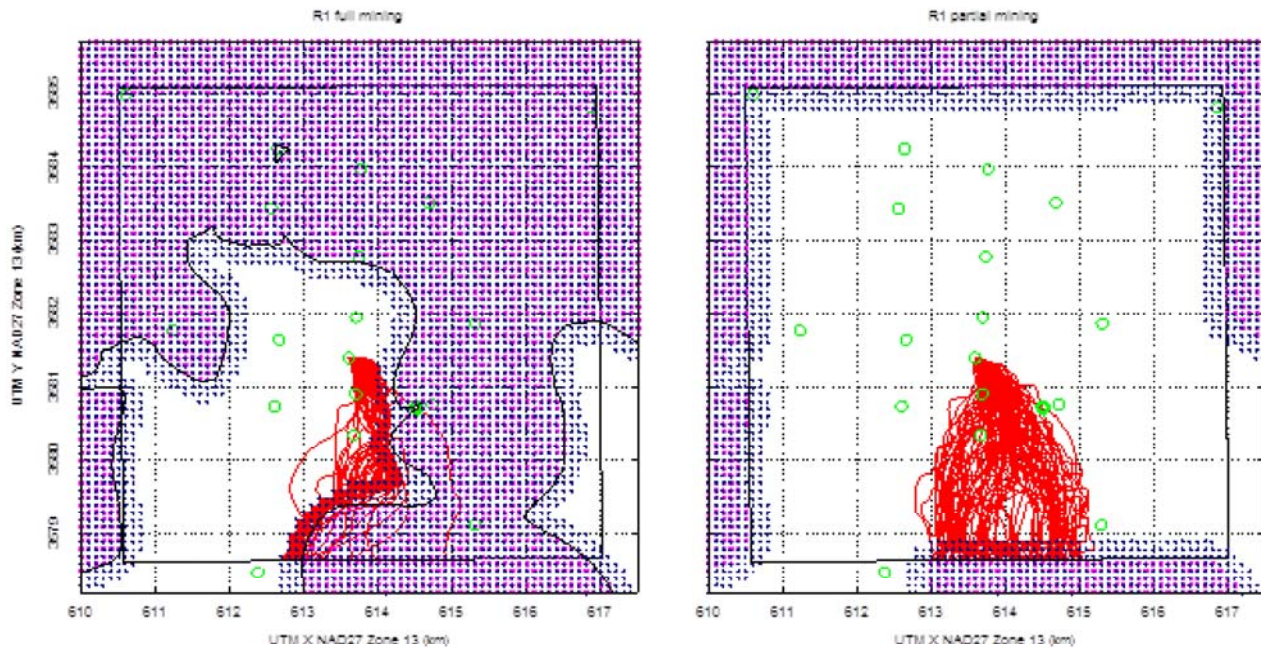 R1 full mining
R1 partial mining
UTM Y NAD27 Zone 13 (km)
3685
3684
3683
3682
3681
3680
3679
610 611 612 613 614 615 616 617
610 611 612 613 614 615 616 617
UTM X NAD27 Zone 13 (km)
UTM X NAD27 Zone 13 (km)